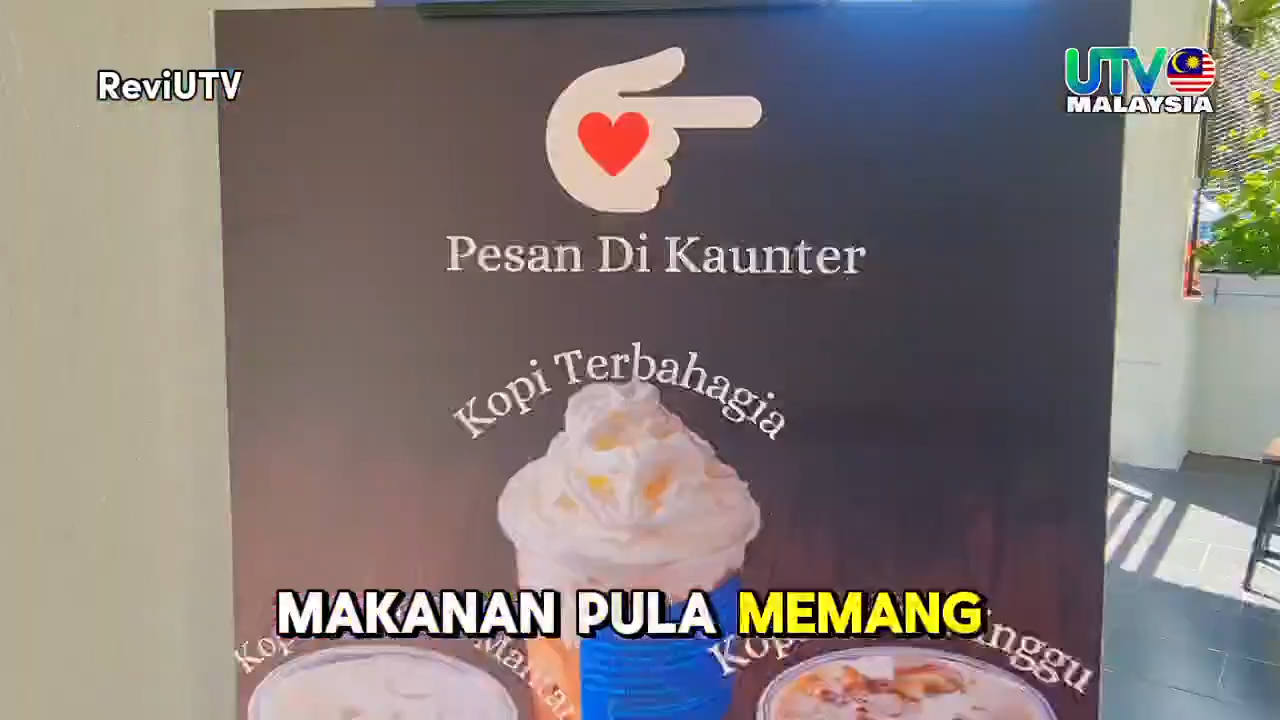 ReviUTV
UTV
MALAYSIA
Pesan Di Kaunter
Kopi Terbahagia
MAKANAN PULA MEMANG